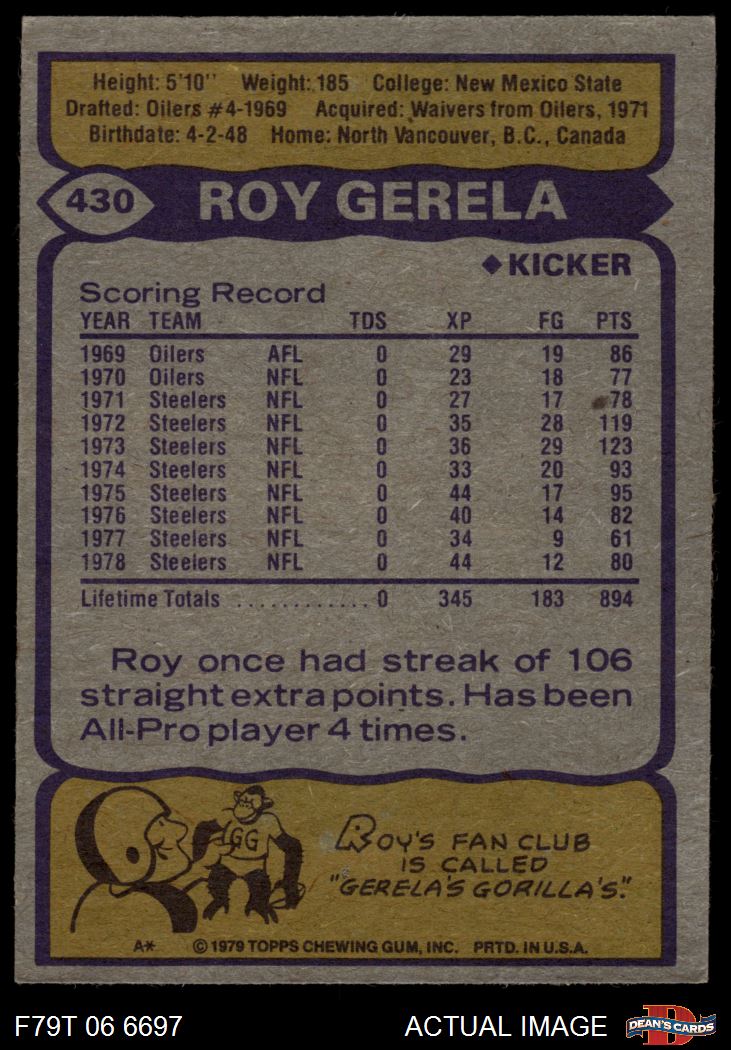 Height: 5'10'' Weight: 185 College: New Mexico State
Drafted: Oilers #4-1969 Acquired: Waivers from Oilers, 1971
Birthdate: 4-2-48 Home: North Vancouver, B.C., Canada
430 ROY GERELA
◆KICKER
Scoring Record
YEAR TEAM TDS XP FG PTS
1969 Oilers AFL 0 29 19 86
1970 Oilers NFL 0 23 18 77
1971 Steelers NFL 0 27 17 78
1972 Steelers NFL 0 35 28 119
1973 Steelers NFL 0 36 29 123
1974 Steelers NFL 0 33 20 93
1975 Steelers NFL 0 44 17 95
1976 Steelers NFL 0 40 14 82
1977 Steelers NFL 0 34 9 61
1978 Steelers NFL 0 44 12 80
Lifetime Totals ............ 0 345 183 894
Roy once had streak of 106
straight extra points. Has been
All-Pro player 4 times.
GG
ROY'S FAN CLUB
IS CALLED
"GERELA'S GORILLA'S."
A* © 1979 TOPPS CHEWING GUM, INC. PRTD. IN U.S.A.
F79T 06 6697 ACTUAL IMAGE D DEAN'S CARDS